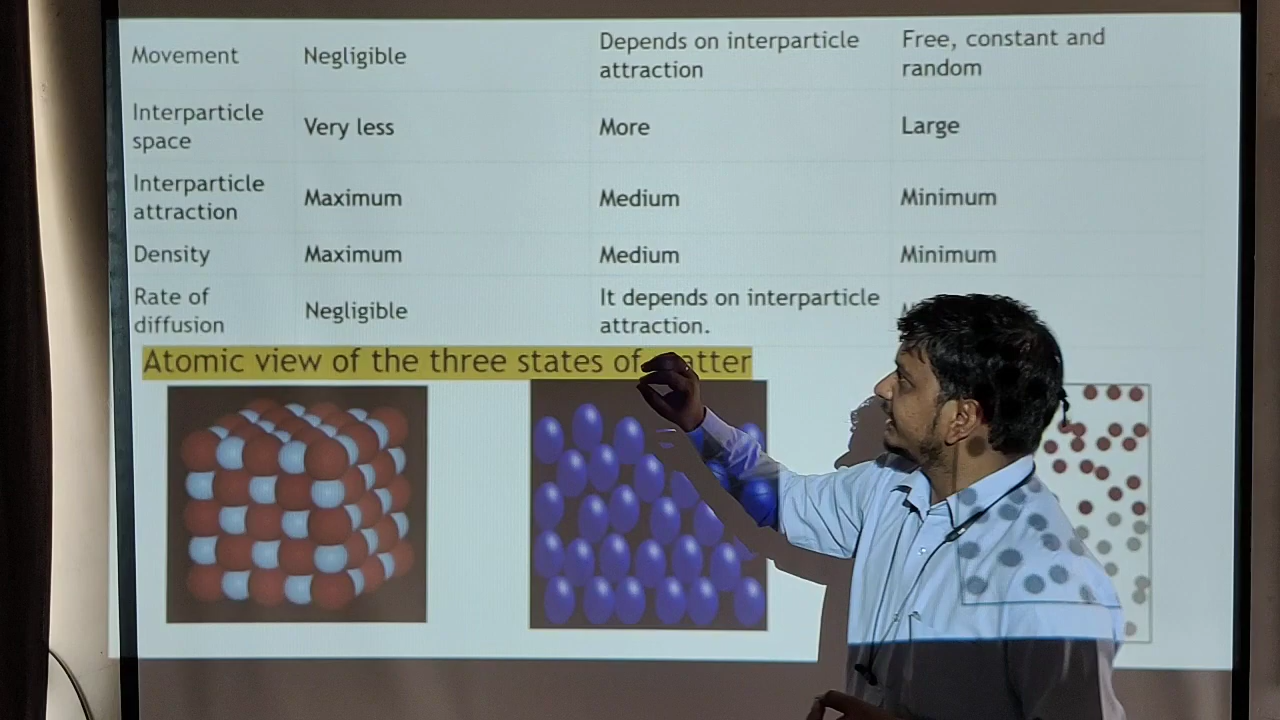 Movement
Negligible
Depends on interparticle
attraction
Free, constant and
random
Interparticle
space
Very less
More
Large
Interparticle
attraction
Maximum
Medium
Minimum
Density
Maximum
Medium
Minimum
Rate of
diffusion
Negligible
It depends on interparticle
attraction.
Atomic view of the three states of